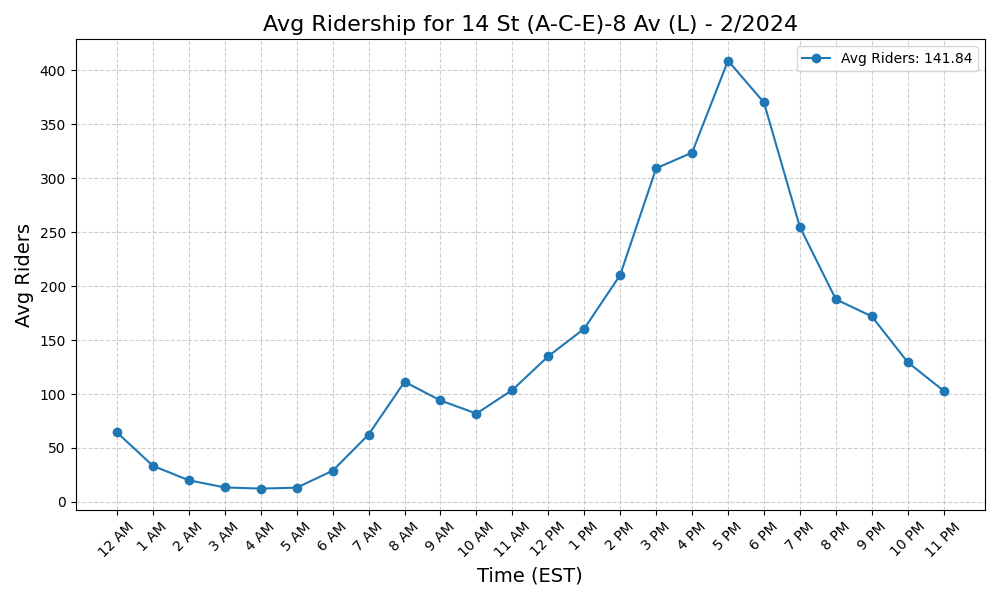 Avg Ridership for 14 St (A-C-E)-8 Av (L) - 2/2024
Avg Riders: 141.84
Avg Riders
400
350
300
250
200
150
100
50
0
12 AM
1 AM
2 AM
3 AM
4 AM
5 AM
6 AM
7 AM
8 AM
9 AM
10 AM
11 AM
12 PM
1 PM
2 PM
3 PM
4 PM
5 PM
6 PM
7 PM
8 PM
9 PM
10 PM
11 PM
Time (EST)